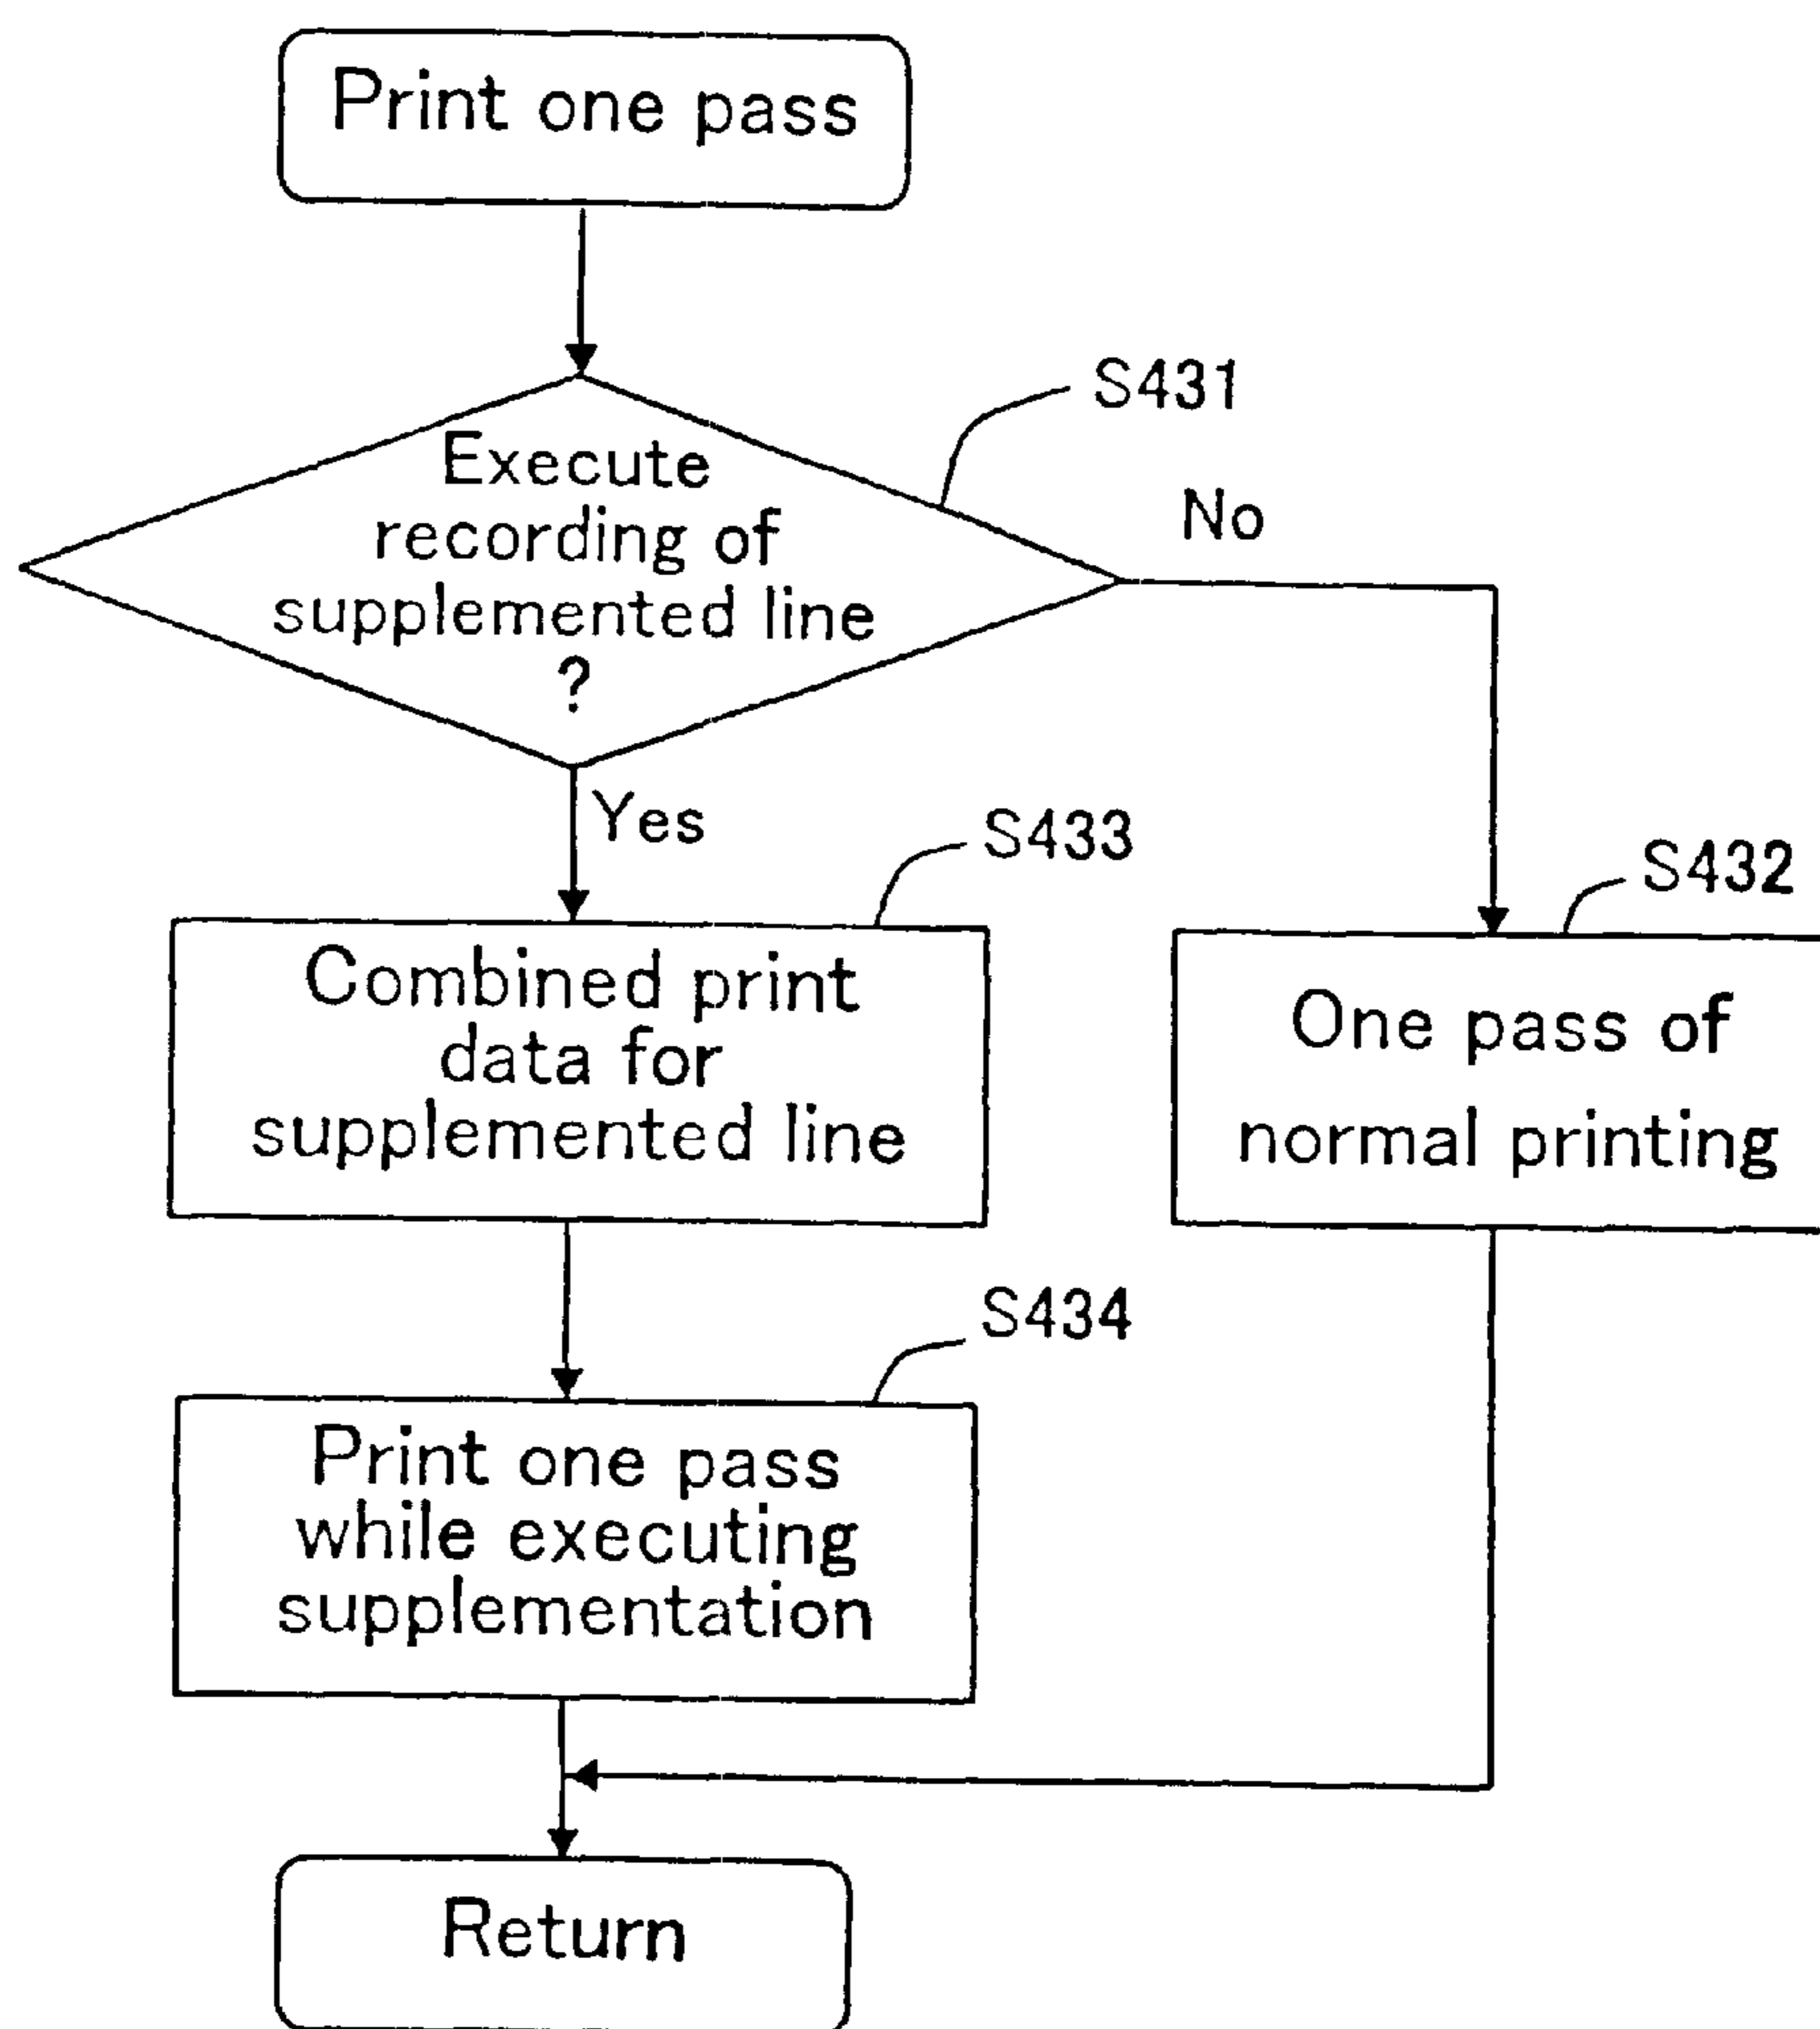 Print one pass
S431
Execute
recording of
supplemented line
?
No
Yes
S433
Combined print
data for
supplemented line
S432
One pass of
normal printing
S434
Print one pass
while executing
supplementation
Return